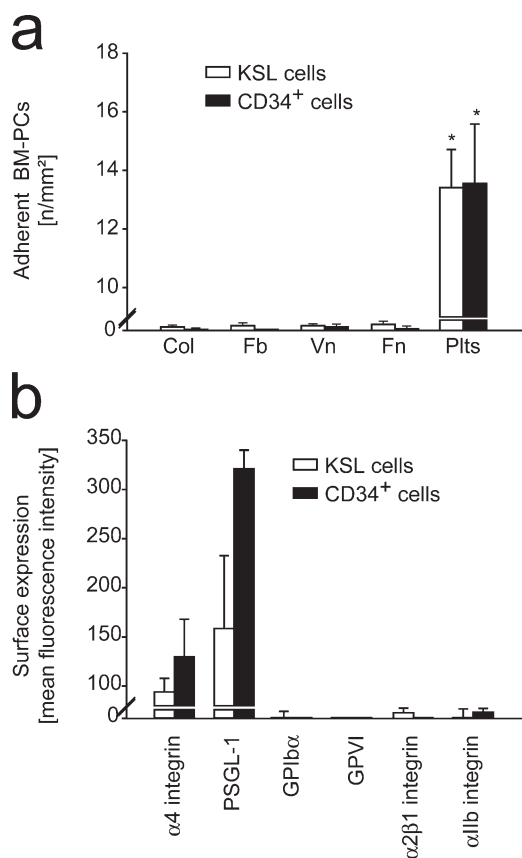 a
18
16
14
12
10
0
Adherent BM-PCs
[n/mm²]
KSL cells
CD34+ cells
* *
Col Fb Vn Fn Plts
b
350
300
250
200
150
100
0
Surface expression
[mean fluorescence intensity]
KSL cells
CD34+ cells
α4 integrin
PSGL-1
GPIbα
GPVI
α2β1 integrin
αIIb integrin